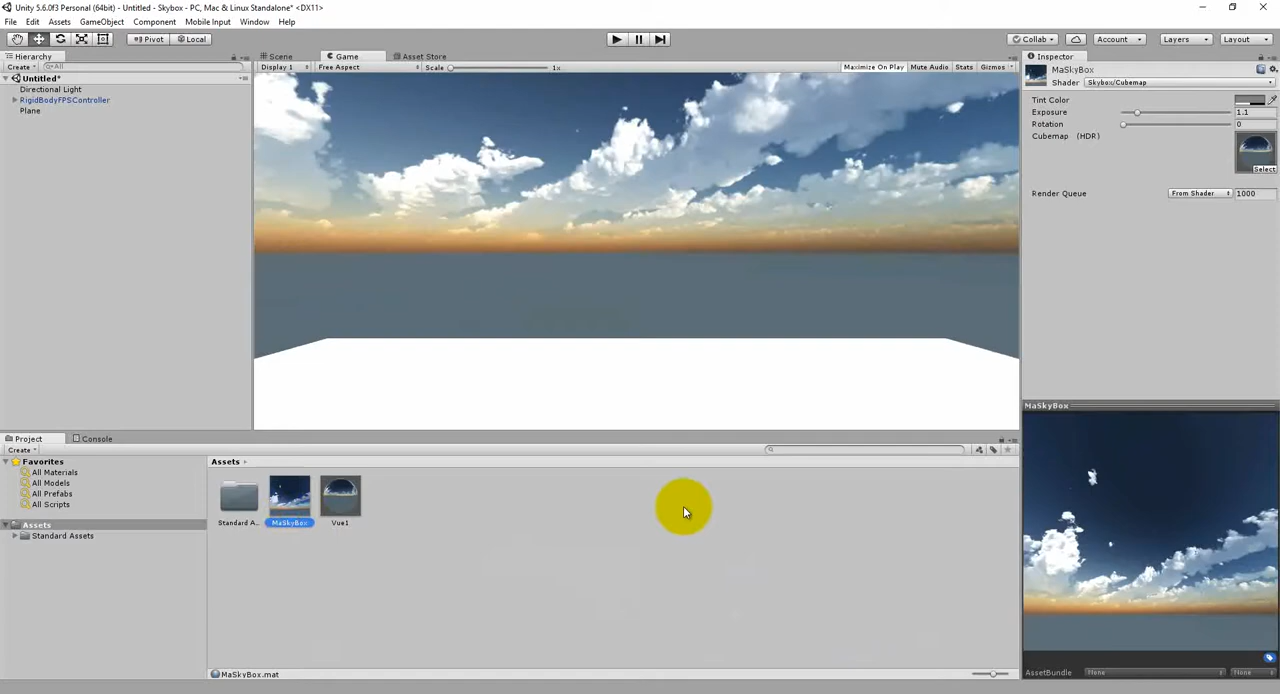 Unity 5.6.0f3 Personal (64bit) - Untitled - Skybox - PC, Mac & Linux Standalone* <DX11>
File Edit Assets GameObject Component Mobile Input Window Help
Pivot Local Collab Account Layers Layout
Hierarchy
Create All
Untitled*
Directional Light
RigidBodyFPSController
Plane
Scene Game Asset Store
Display 1 Free Aspect Scale 1x Maximize On Play Mute Audio Stats Gizmos
Inspector
MaSkyBox
Shader Skybox/Cubemap
Tint Color
Exposure 1.1
Rotation 0
Cubemap (HDR)
Select
Render Queue From Shader 1000
Project Console
Create
Favorites
All Materials
All Models
All Prefabs
All Scripts
Assets
Standard Assets
Assets
Standard A... MaSkyBox Vue1
MaSkyBox.mat
MaSkyBox
AssetBundle None None